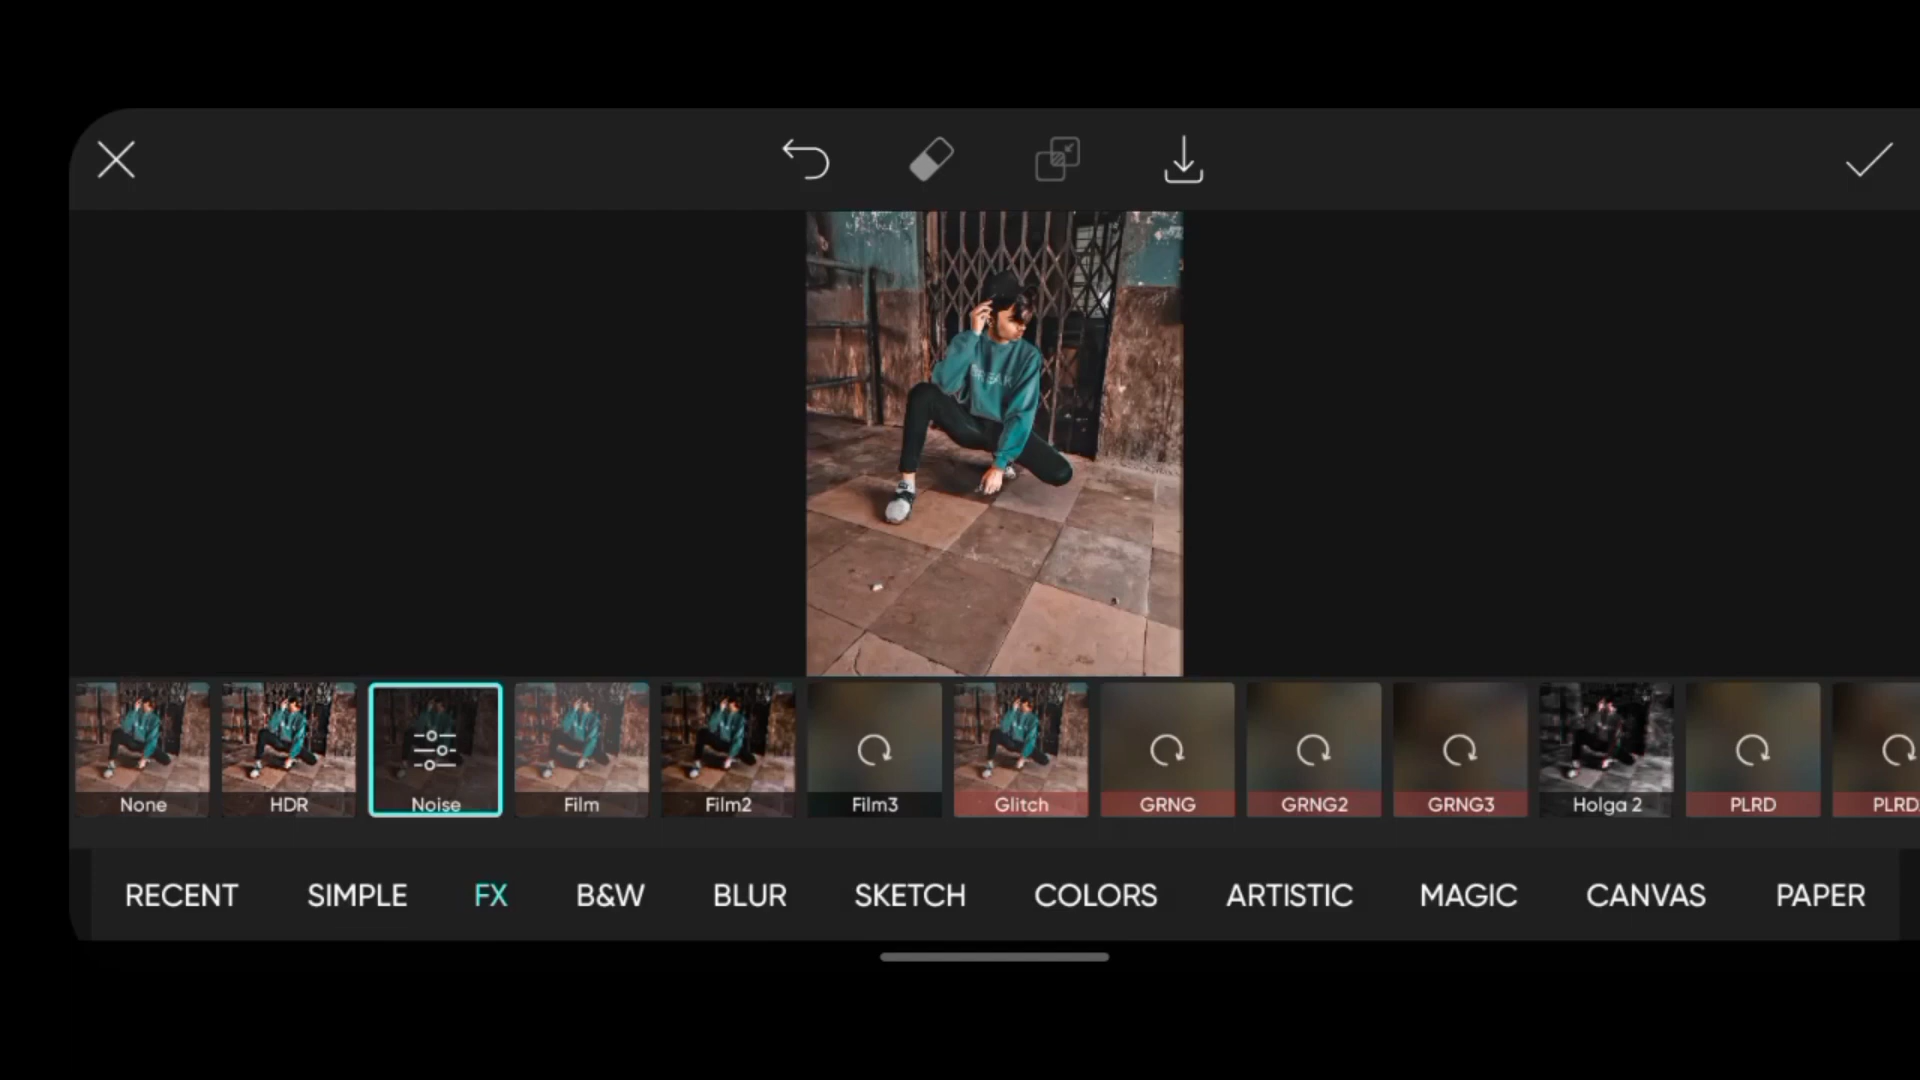 BREAK
None HDR Noise Film Film2 Film3 Glitch GRNG GRNG2 GRNG3 Holga 2 PLRD PLRD
RECENT SIMPLE FX B&W BLUR SKETCH COLORS ARTISTIC MAGIC CANVAS PAPER